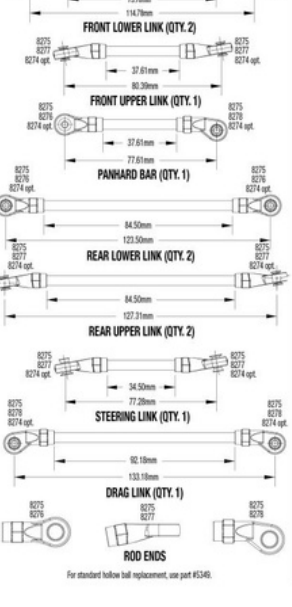 114.79mm
FRONT LOWER LINK (QTY. 2)
8275 8275
8277 8277
8274 opt. 8274 opt.
37.61mm
80.39mm
FRONT UPPER LINK (QTY. 1)
8275 8275
8276 8278
8274 opt. 8274 opt.
37.61mm
77.61mm
PANHARD BAR (QTY. 1)
8275 8275
8276 8276
8274 opt. 8274 opt.
84.50mm
123.50mm
REAR LOWER LINK (QTY. 2)
8275 8275
8277 8277
8274 opt. 8274 opt.
84.50mm
127.31mm
REAR UPPER LINK (QTY. 2)
8275 8275
8277 8277
8274 opt. 8274 opt.
34.50mm
77.28mm
STEERING LINK (QTY. 1)
8275 8275
8278 8278
8274 opt. 8274 opt.
92.18mm
133.18mm
DRAG LINK (QTY. 1)
8275 8275 8275
8276 8277 8278
ROD ENDS
For standard hollow ball replacement, use part #5349.